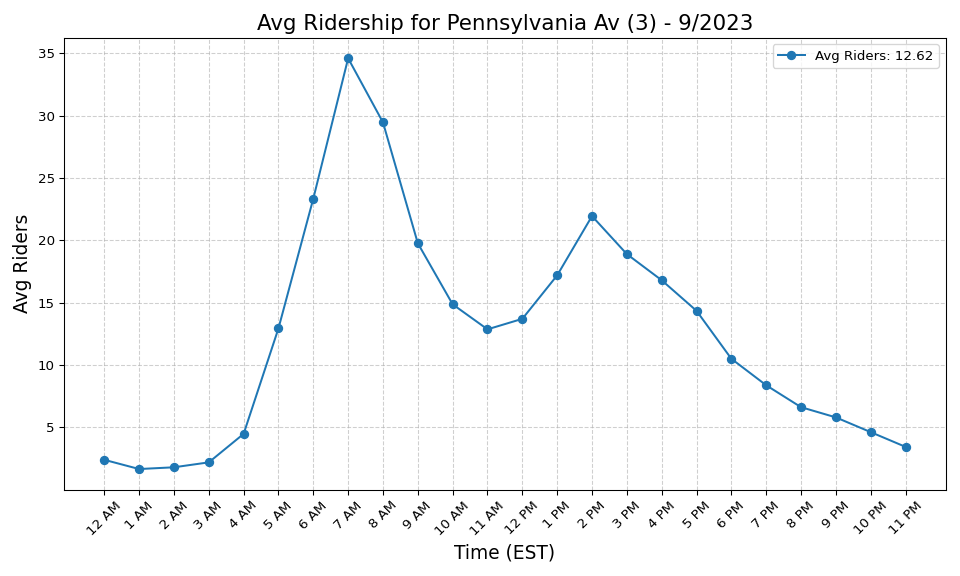 Avg Ridership for Pennsylvania Av (3) - 9/2023
Avg Riders: 12.62
35
30
25
20
15
10
5
Avg Riders
12 AM
1 AM
2 AM
3 AM
4 AM
5 AM
6 AM
7 AM
8 AM
9 AM
10 AM
11 AM
12 PM
1 PM
2 PM
3 PM
4 PM
5 PM
6 PM
7 PM
8 PM
9 PM
10 PM
11 PM
Time (EST)